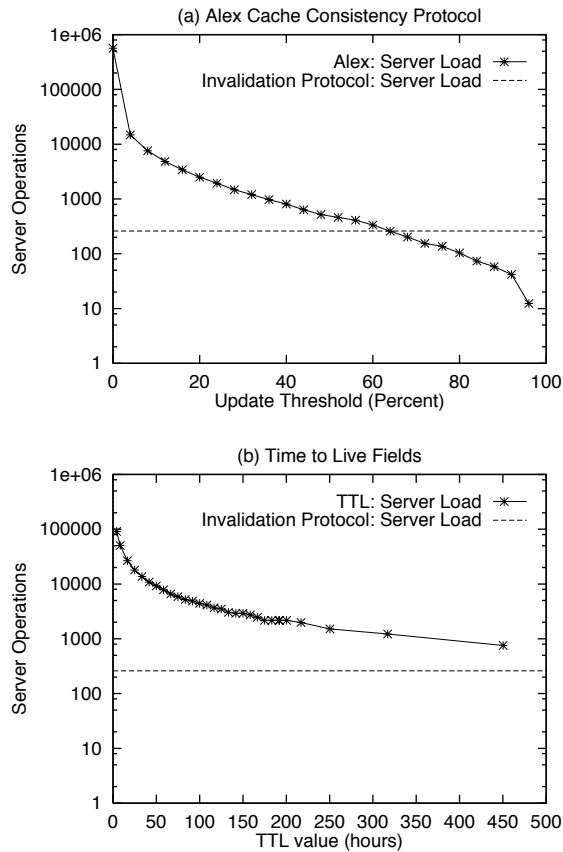 (a) Alex Cache Consistency Protocol
1e+06
100000
10000
1000
100
10
1
Server Operations
Alex: Server Load
Invalidation Protocol: Server Load
0 20 40 60 80 100
Update Threshold (Percent)
(b) Time to Live Fields
1e+06
100000
10000
1000
100
10
1
Server Operations
TTL: Server Load
Invalidation Protocol: Server Load
0 50 100 150 200 250 300 350 400 450 500
TTL value (hours)